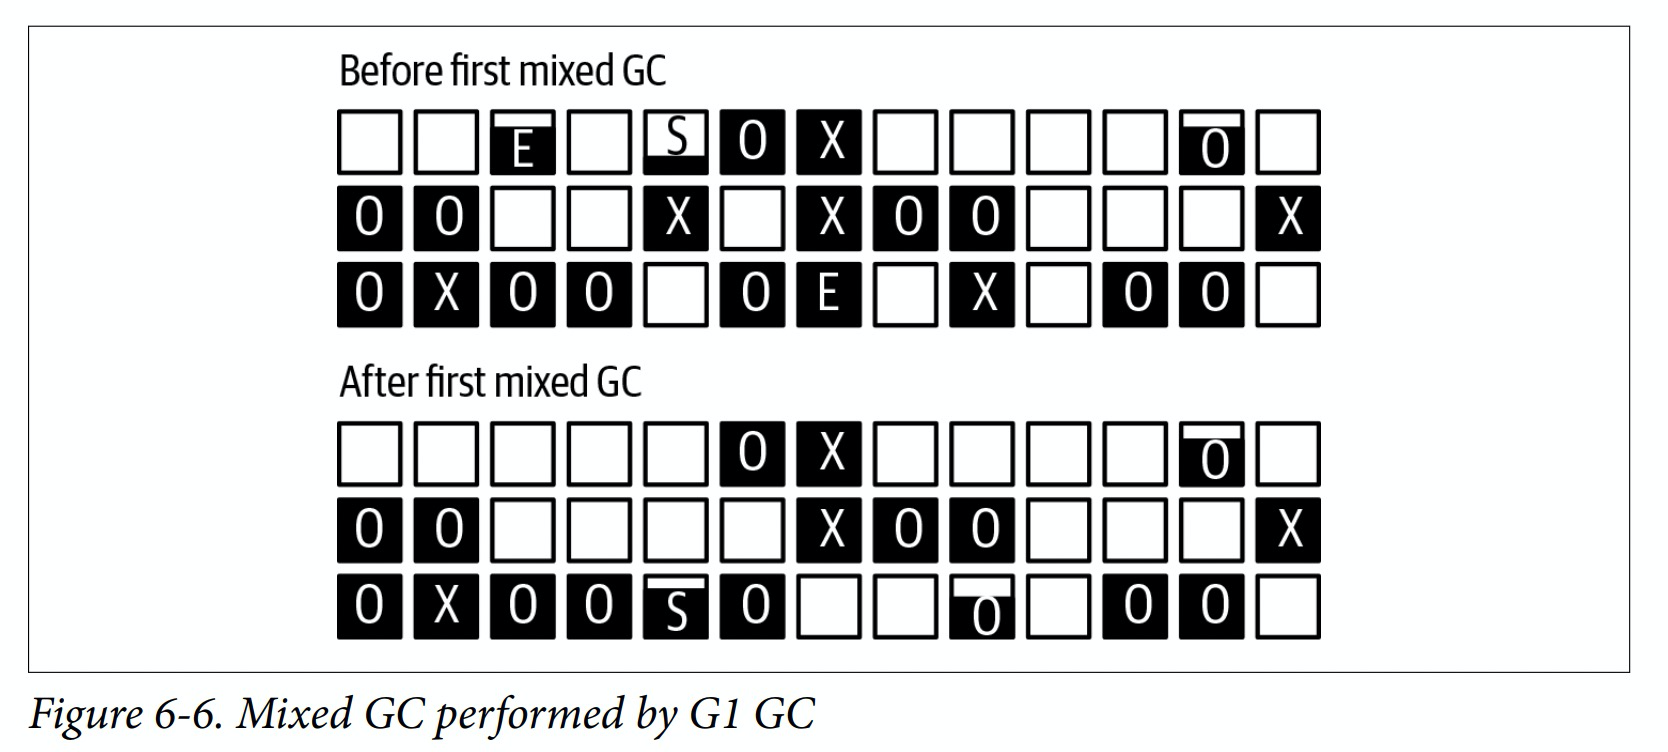 Before first mixed GC
E S O X O
O O X X O O X
O X O O O E X O O
After first mixed GC
O X O
O O X O O X
O X O O S O O O O
Figure 6-6. Mixed GC performed by G1 GC